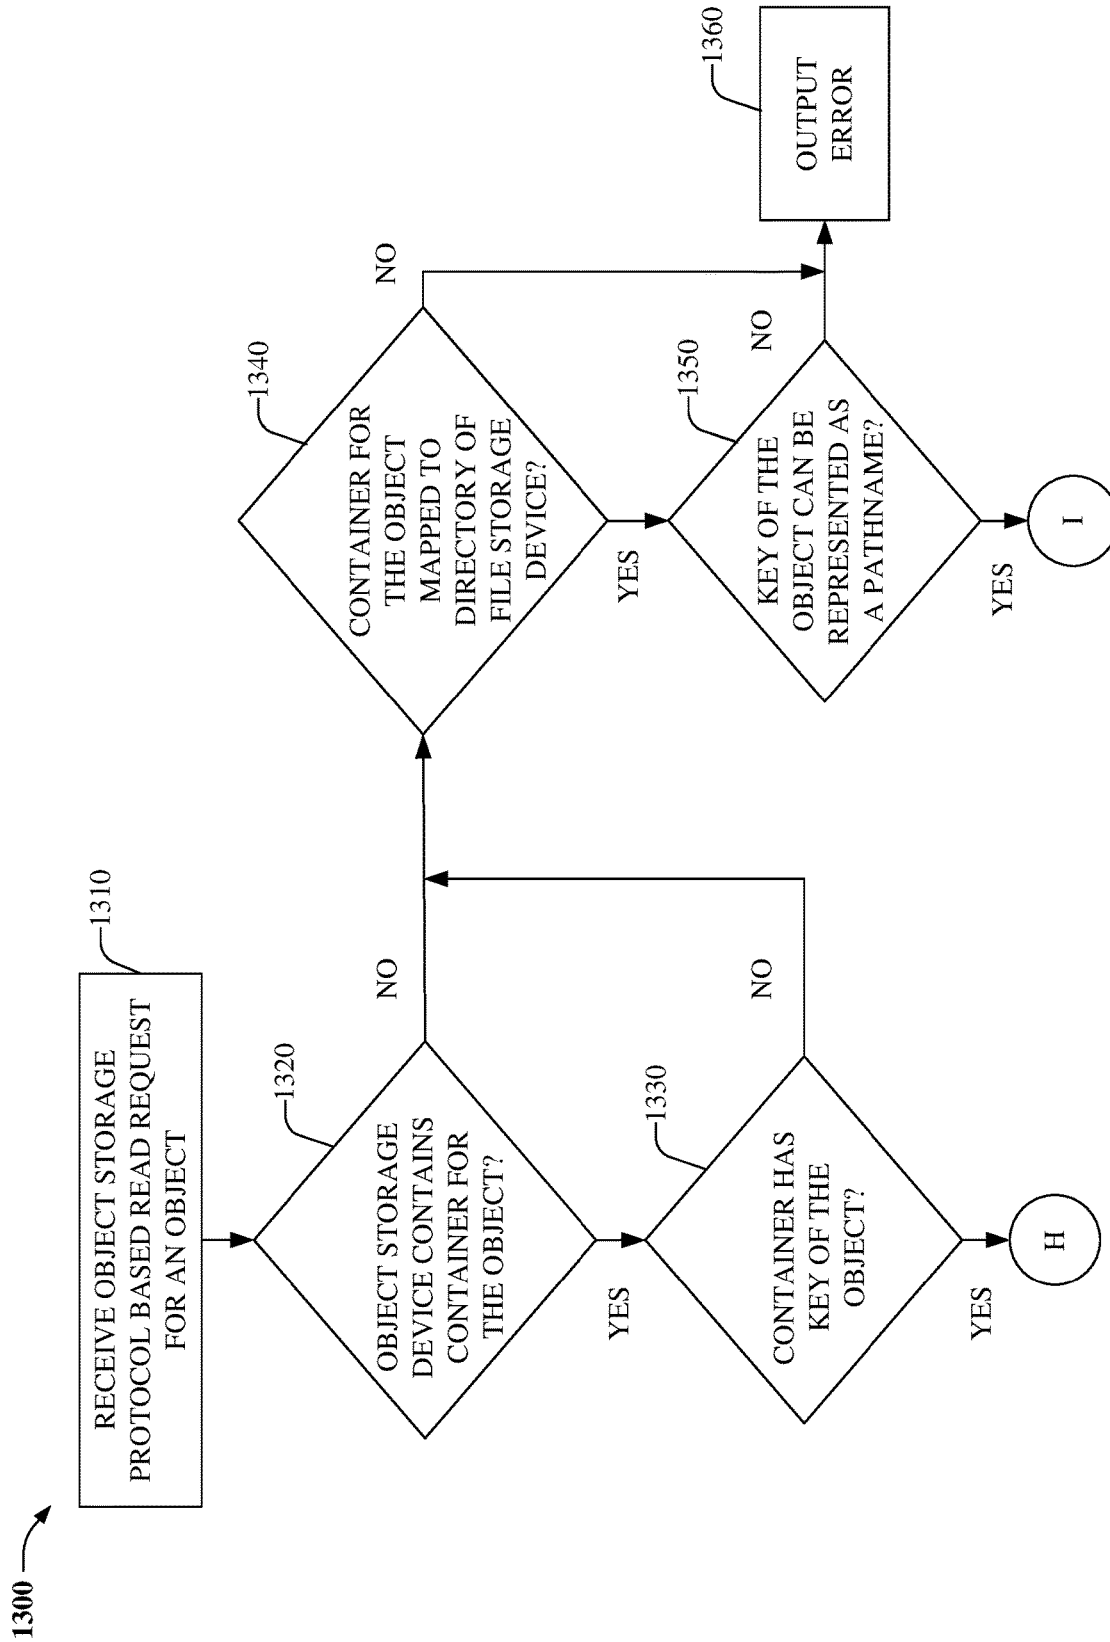 1300
1310
RECEIVE OBJECT STORAGE
PROTOCOL BASED READ REQUEST
FOR AN OBJECT
1320
OBJECT STORAGE
DEVICE CONTAINS
CONTAINER FOR
THE OBJECT?
NO
YES
1330
CONTAINER HAS
KEY OF THE
OBJECT?
NO
YES
H
1340
CONTAINER FOR
THE OBJECT
MAPPED TO
DIRECTORY OF
FILE STORAGE
DEVICE?
NO
YES
1350
KEY OF THE
OBJECT CAN BE
REPRESENTED AS
A PATHNAME?
NO
YES
I
1360
OUTPUT
ERROR